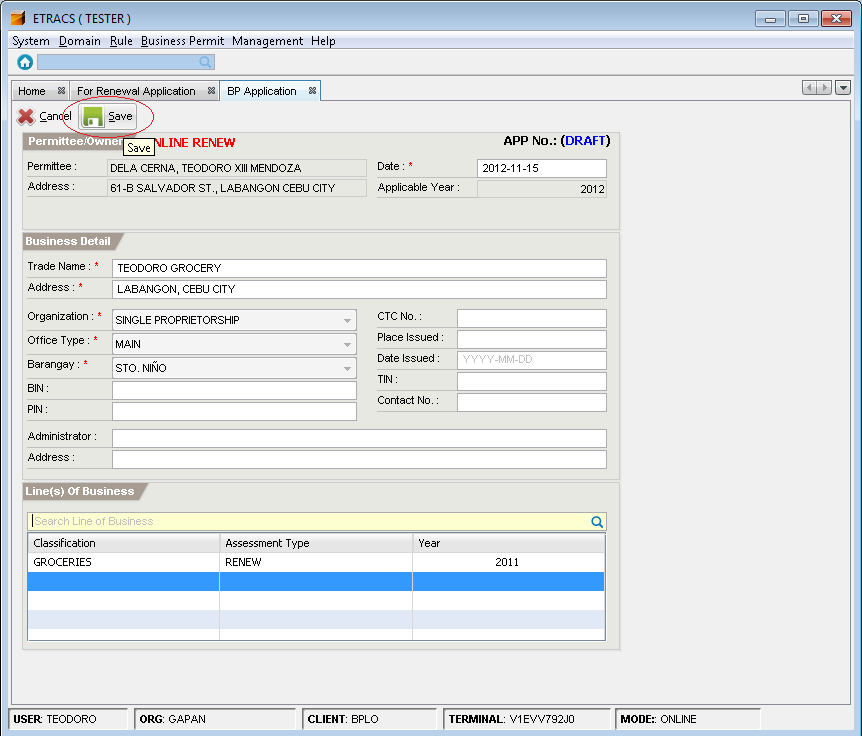 ETRACS ( TESTER )
System Domain Rule Business Permit Management Help
Home For Renewal Application BP Application
Cancel Save
Permittee/Owner NLINE RENEW APP No.: (DRAFT)
Save
Permittee : DELA CERNA, TEODORO XIII MENDOZA Date : * 2012-11-15
Address : 61-B SALVADOR ST., LABANGON CEBU CITY Applicable Year : 2012
Business Detail
Trade Name : * TEODORO GROCERY
Address : * LABANGON, CEBU CITY
Organization : * SINGLE PROPRIETORSHIP CTC No. :
Office Type : * MAIN Place Issued :
Barangay : * STO. NIÑO Date Issued : YYYY-MM-DD
BIN : TIN :
PIN : Contact No. :
Administrator :
Address :
Line(s) Of Business
Search Line of Business
Classification Assessment Type Year
GROCERIES RENEW 2011
USER: TEODORO ORG: GAPAN CLIENT: BPLO TERMINAL: V1EVV792J0 MODE:: ONLINE